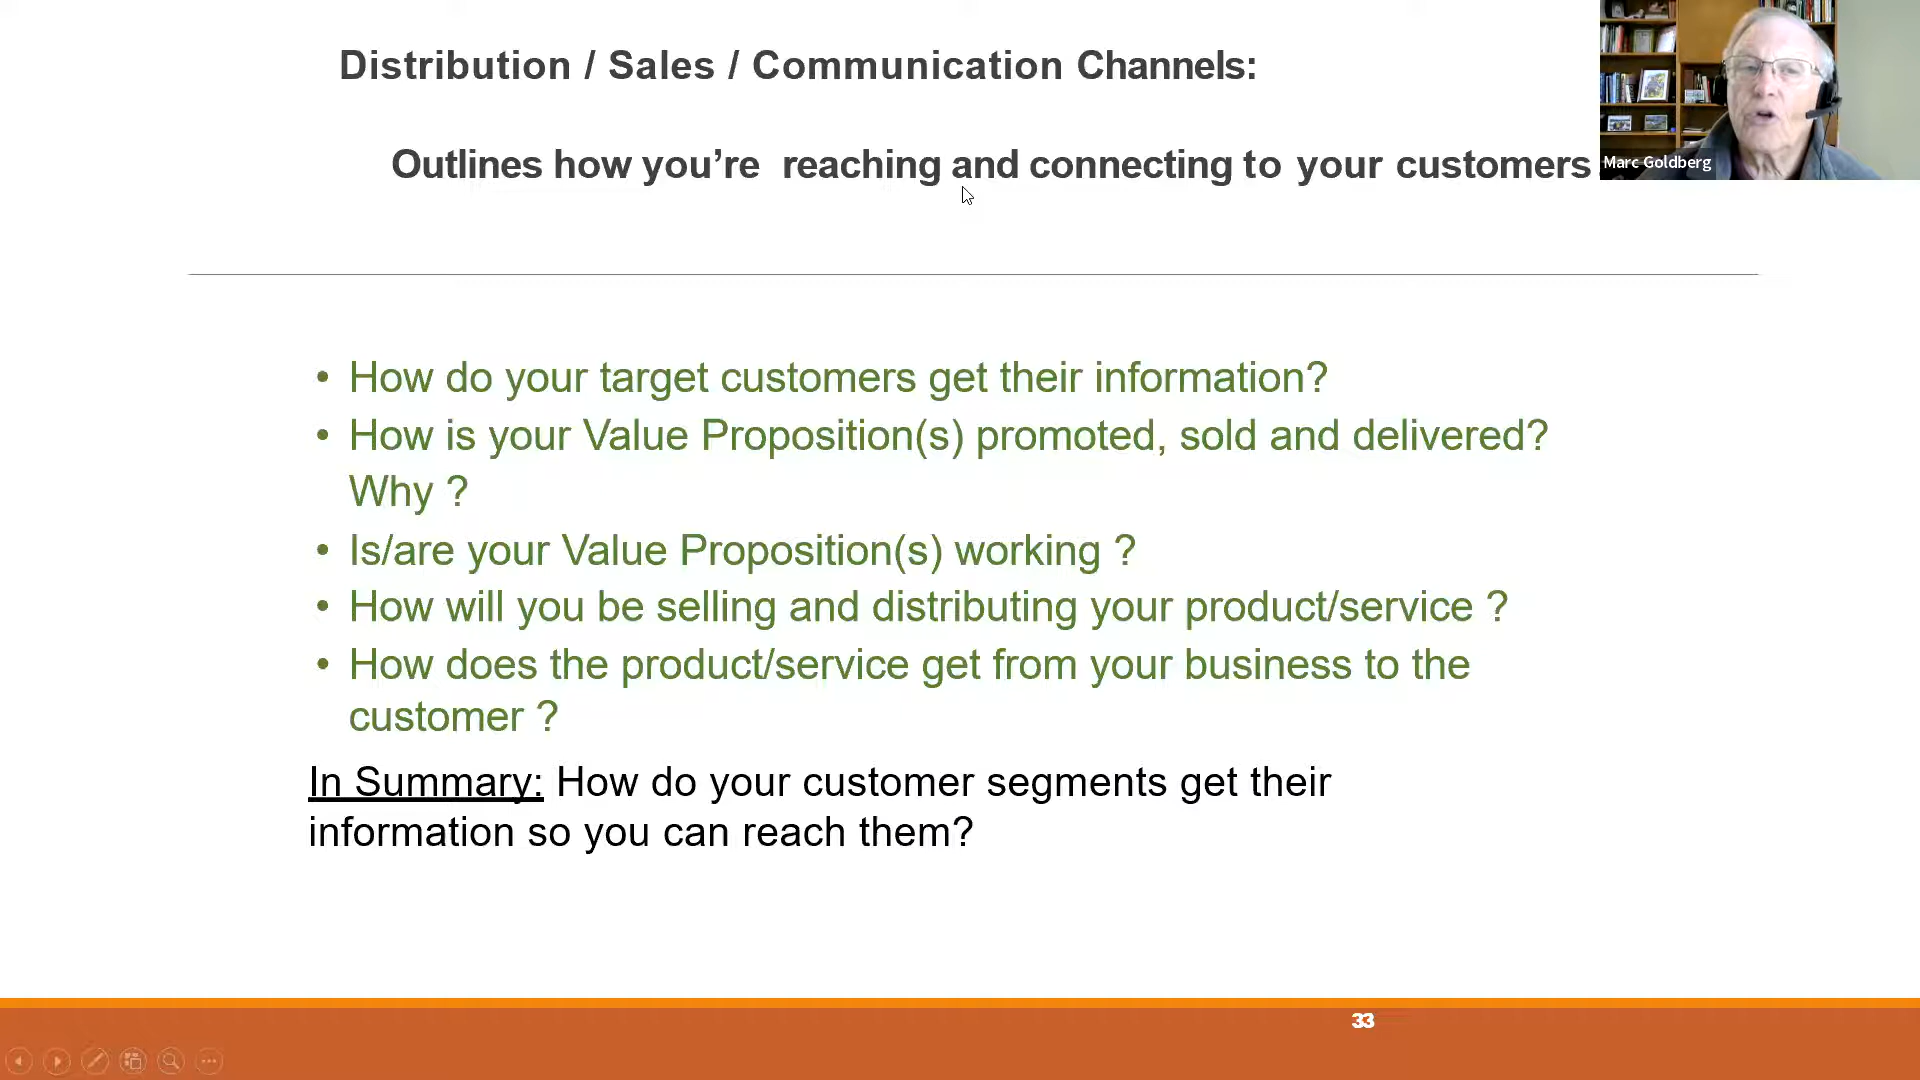 Distribution / Sales / Communication Channels:
Outlines how you’re reaching and connecting to your customers
Marc Goldberg
• How do your target customers get their information?
• How is your Value Proposition(s) promoted, sold and delivered?
Why ?
• Is/are your Value Proposition(s) working ?
• How will you be selling and distributing your product/service ?
• How does the product/service get from your business to the
customer ?
In Summary: How do your customer segments get their
information so you can reach them?
33